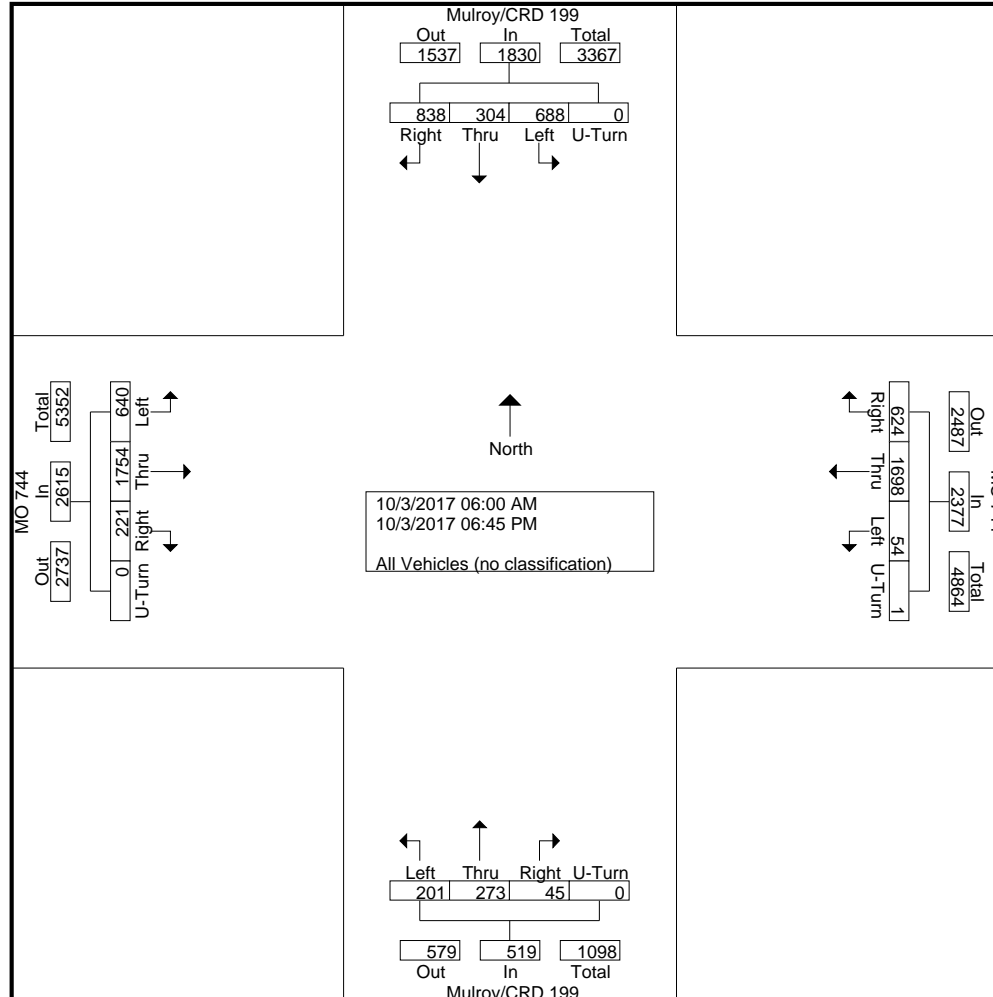 Mulroy/CRD 199
Out In Total
1537 1830 3367
838 304 688 0
Right Thru Left U-Turn
MO 744
Total In Out
5352 2615 2737
640 1754 221 0
Left Thru Right U-Turn
North
10/3/2017 06:00 AM
10/3/2017 06:45 PM
All Vehicles (no classification)
Right Thru Left U-Turn
624 1698 54 1
Out In Total
2487 2377 4864
Left Thru Right U-Turn
201 273 45 0
579 519 1098
Out In Total
Mulroy/CRD 199